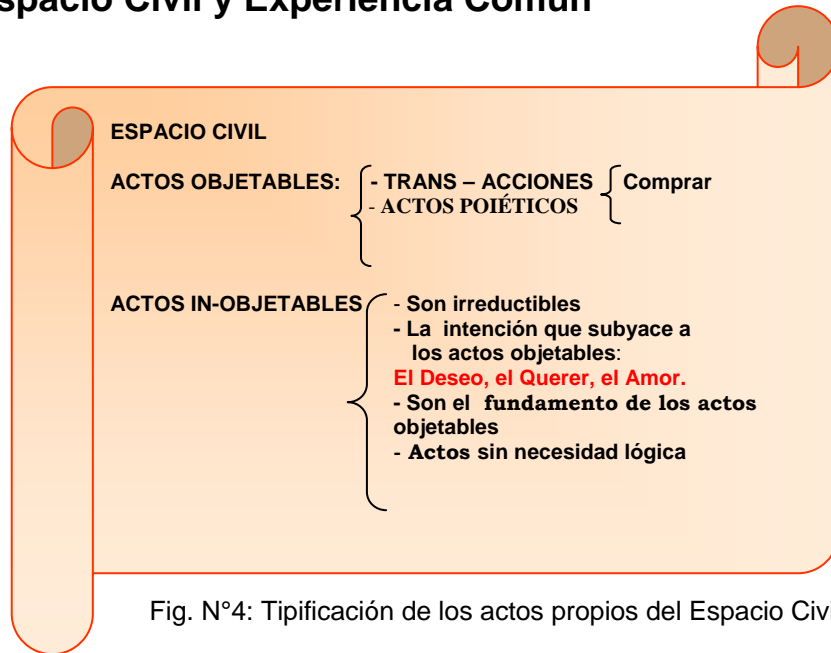 spacio Civil y Experiencia Común
ESPACIO CIVIL
ACTOS OBJETABLES: - TRANS – ACCIONES Comprar
- ACTOS POIÉTICOS
ACTOS IN-OBJETABLES - Son irreductibles
- La intención que subyace a
los actos objetables:
El Deseo, el Querer, el Amor.
- Son el fundamento de los actos
objetables
- Actos sin necesidad lógica
Fig. N°4: Tipificación de los actos propios del Espacio Civi